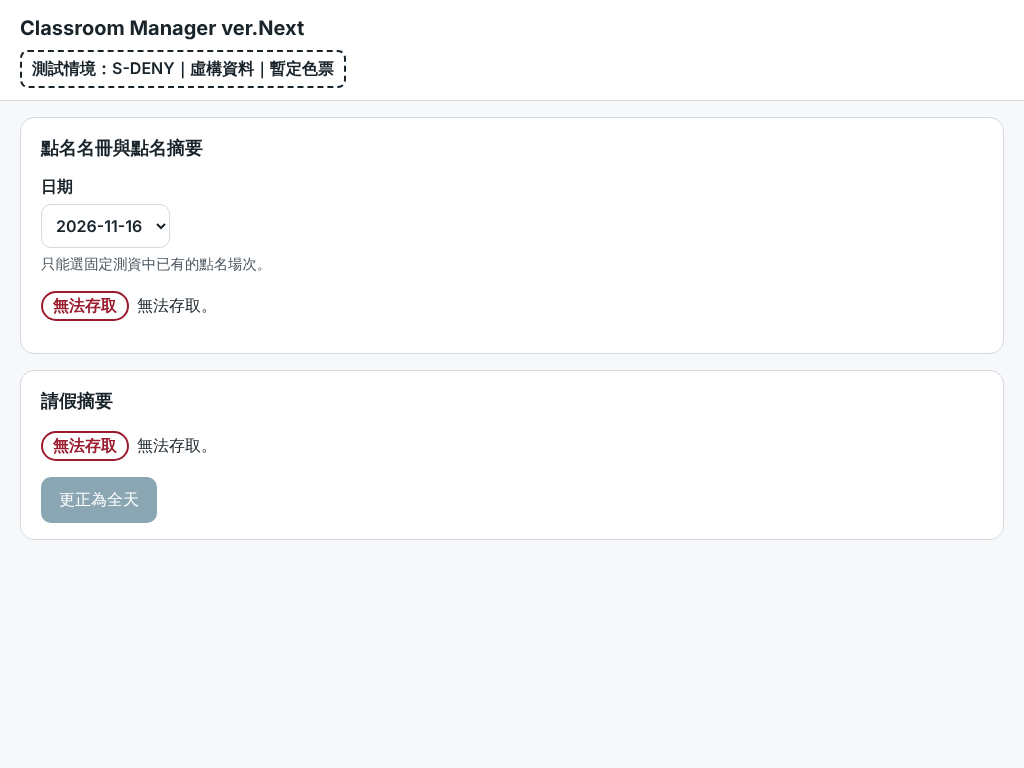 Classroom Manager ver.Next
測試情境：S-DENY｜虛構資料｜暫定色票
點名名冊與點名摘要
日期
2026-11-16
只能選固定測資中已有的點名場次。
無法存取 無法存取。
請假摘要
無法存取 無法存取。
更正為全天